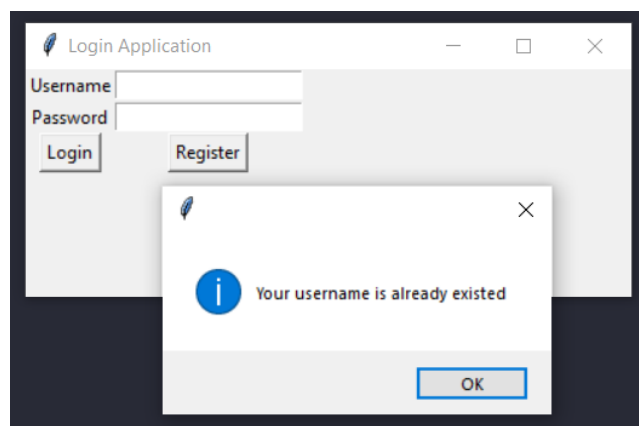 Login Application
Username
Password
Login Register
Your username is already existed
OK